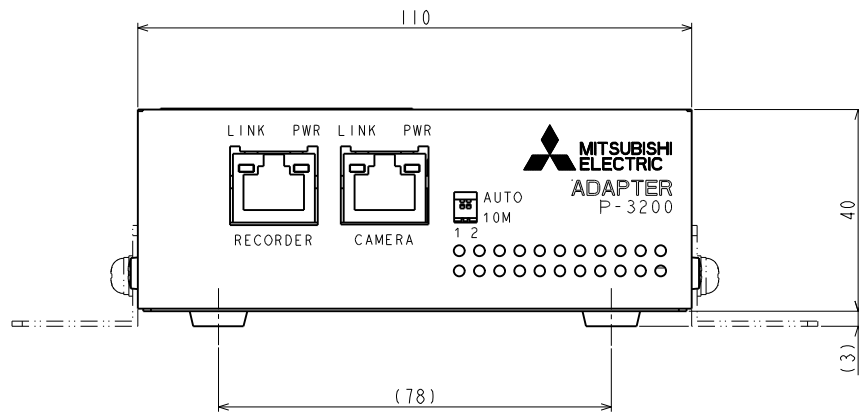 110
LINK PWR LINK PWR
MITSUBISHI
ELECTRIC
ADAPTER
P-3200
AUTO
10M
1 2
RECORDER
CAMERA
40
(3)
(78)